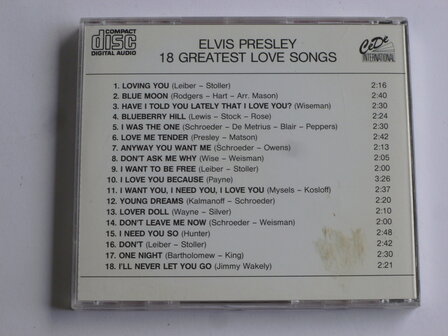 COMPACT
disc
DIGITAL AUDIO
ELVIS PRESLEY
18 GREATEST LOVE SONGS
CeDe
INTERNATIONAL
1. LOVING YOU (Leiber – Stoller) 2:16
2. BLUE MOON (Rodgers – Hart – Arr. Mason) 2:40
3. HAVE I TOLD YOU LATELY THAT I LOVE YOU? (Wiseman) 2:30
4. BLUEBERRY HILL (Lewis – Stock – Rose) 2:24
5. I WAS THE ONE (Schroeder – De Metrius – Blair – Peppers) 2:30
6. LOVE ME TENDER (Presley – Matson) 2:42
7. ANYWAY YOU WANT ME (Schroeder – Owens) 2:13
8. DON'T ASK ME WHY (Wise – Weisman) 2:05
9. I WANT TO BE FREE (Leiber – Stoller) 2:00
10. I LOVE YOU BECAUSE (Payne) 3:26
11. I WANT YOU, I NEED YOU, I LOVE YOU (Mysels – Kosloff) 2:37
12. YOUNG DREAMS (Kalmanoff – Schroeder) 2:00
13. LOVER DOLL (Wayne – Silver) 2:10
14. DON'T LEAVE ME NOW (Schroeder – Weisman) 2:00
15. I NEED YOU SO (Hunter) 2:48
16. DON'T (Leiber – Stoller) 2:42
17. ONE NIGHT (Bartholomew – King) 2:30
18. I'LL NEVER LET YOU GO (Jimmy Wakely) 2:21